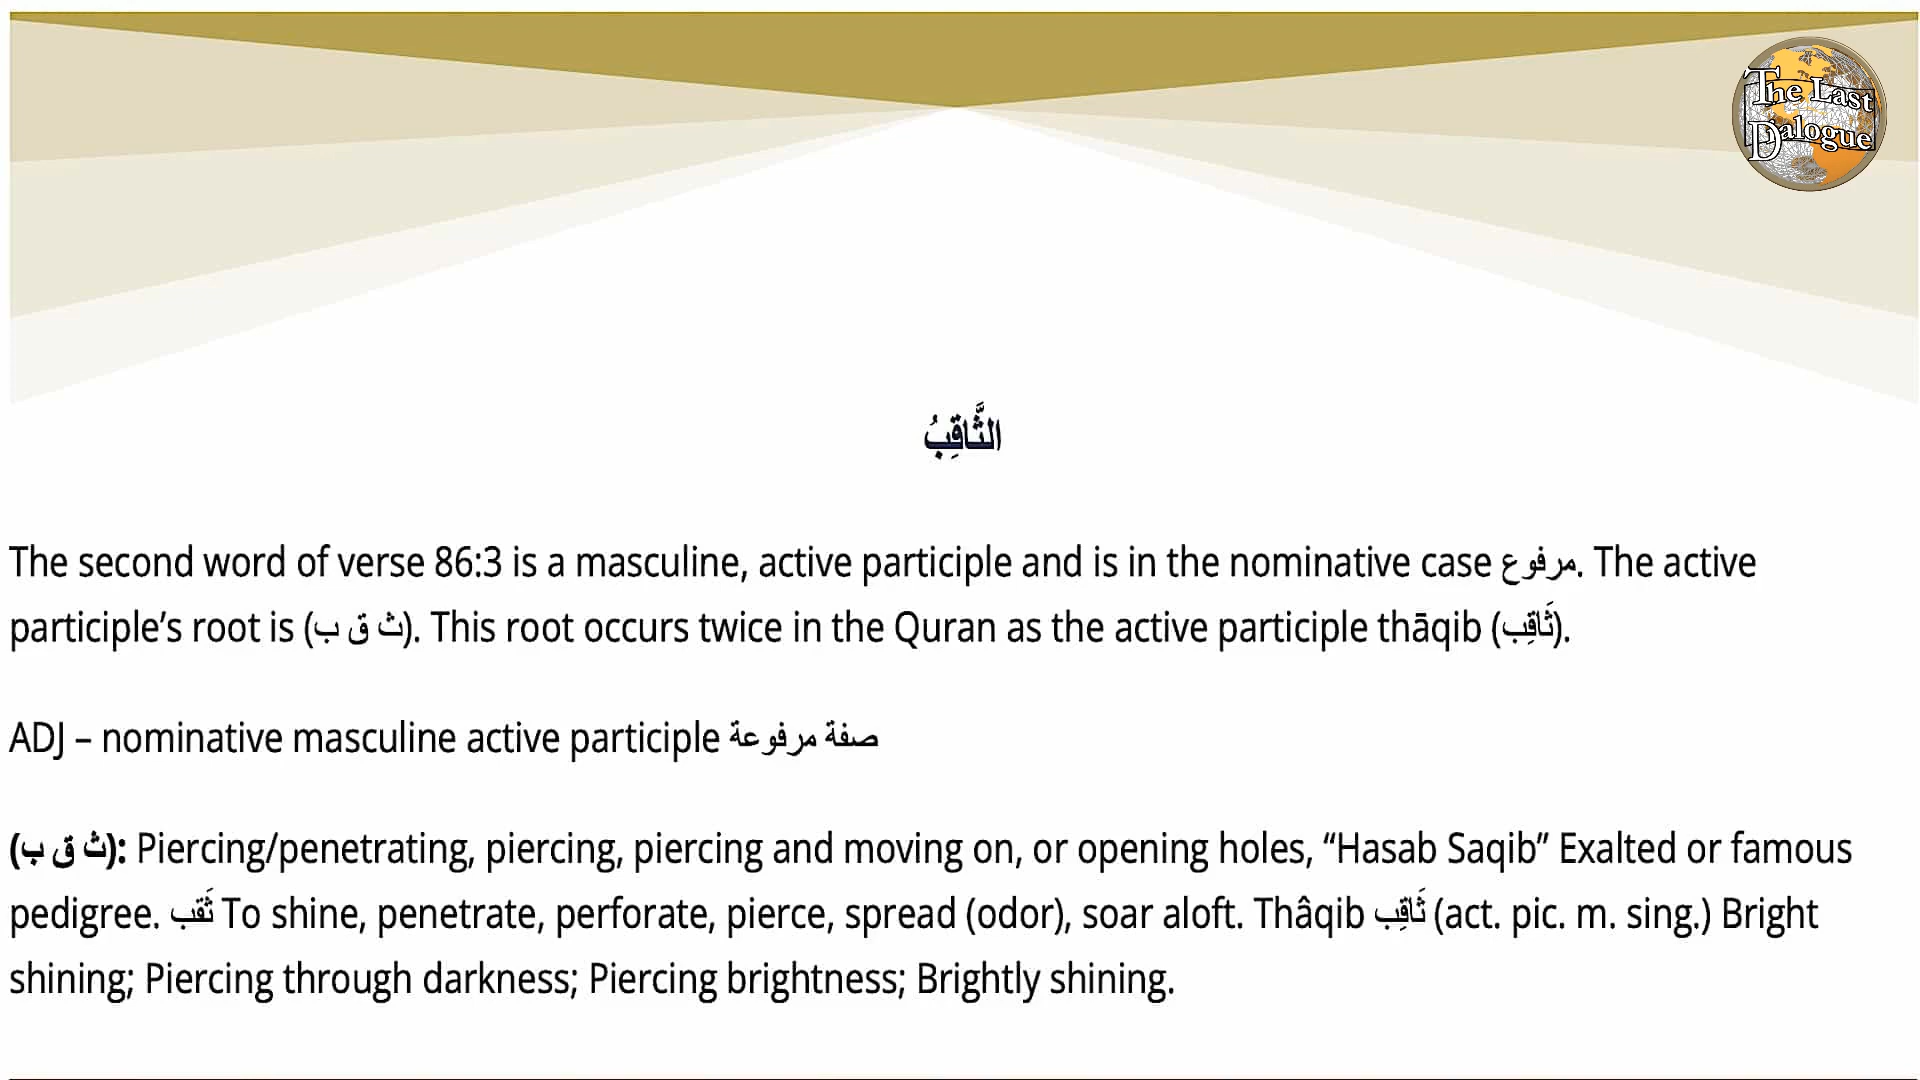 The Last
Dialogue
الثَّاقِبُ
The second word of verse 86:3 is a masculine, active participle and is in the nominative case مرفوع. The active
participle’s root is (ث ق ب). This root occurs twice in the Quran as the active participle thāqib (ثَاقِب).
ADJ – nominative masculine active participle صفة مرفوعة
(ث ق ب): Piercing/penetrating, piercing, piercing and moving on, or opening holes, “Hasab Saqib” Exalted or famous
pedigree. ثَقب To shine, penetrate, perforate, pierce, spread (odor), soar aloft. Thâqib ثَاقِب (act. pic. m. sing.) Bright
shining; Piercing through darkness; Piercing brightness; Brightly shining.